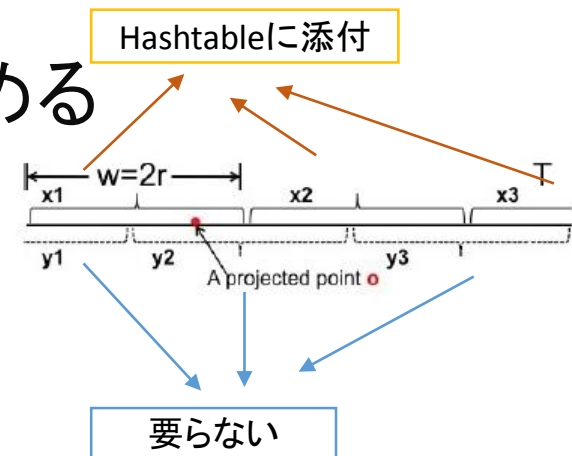 Hashtableに添付
める
w=2r
T
x1 x2 x3
y1 y2 y3
A projected point o
要らない